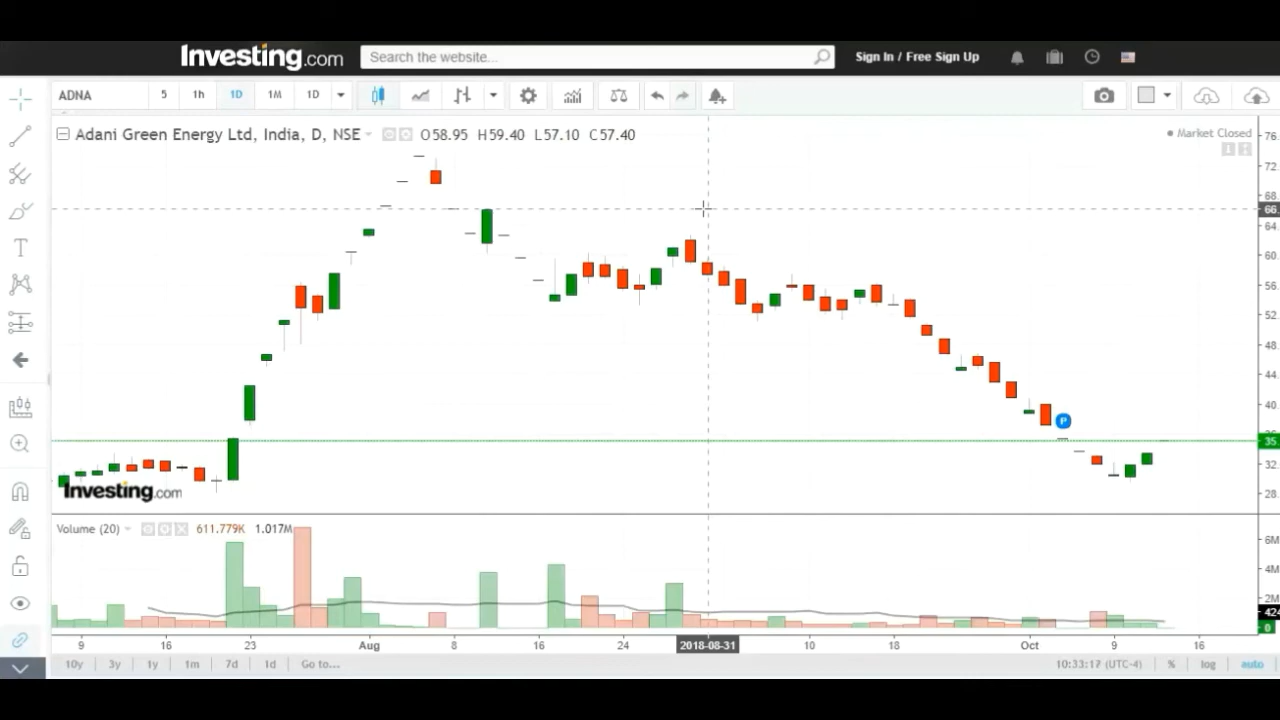 Investing.com
Search the website...
Sign In / Free Sign Up
ADNA 5 1h 1D 1M 1D
Adani Green Energy Ltd, India, D, NSE O58.95 H59.40 L57.10 C57.40
Market Closed
76.
72.
68.
66.
64.
60.
56.
52.
48.
44.
40.
35.
32.
28.
P
Investing.com
Volume (20) 611.779K 1.017M
6M
4M
2M
424
0
9 16 23 Aug 8 16 24 2018-08-31 10 18 Oct 9 16
10y 3y 1y 1m 7d 1d Go to... 10:33:17 (UTC-4) % log auto